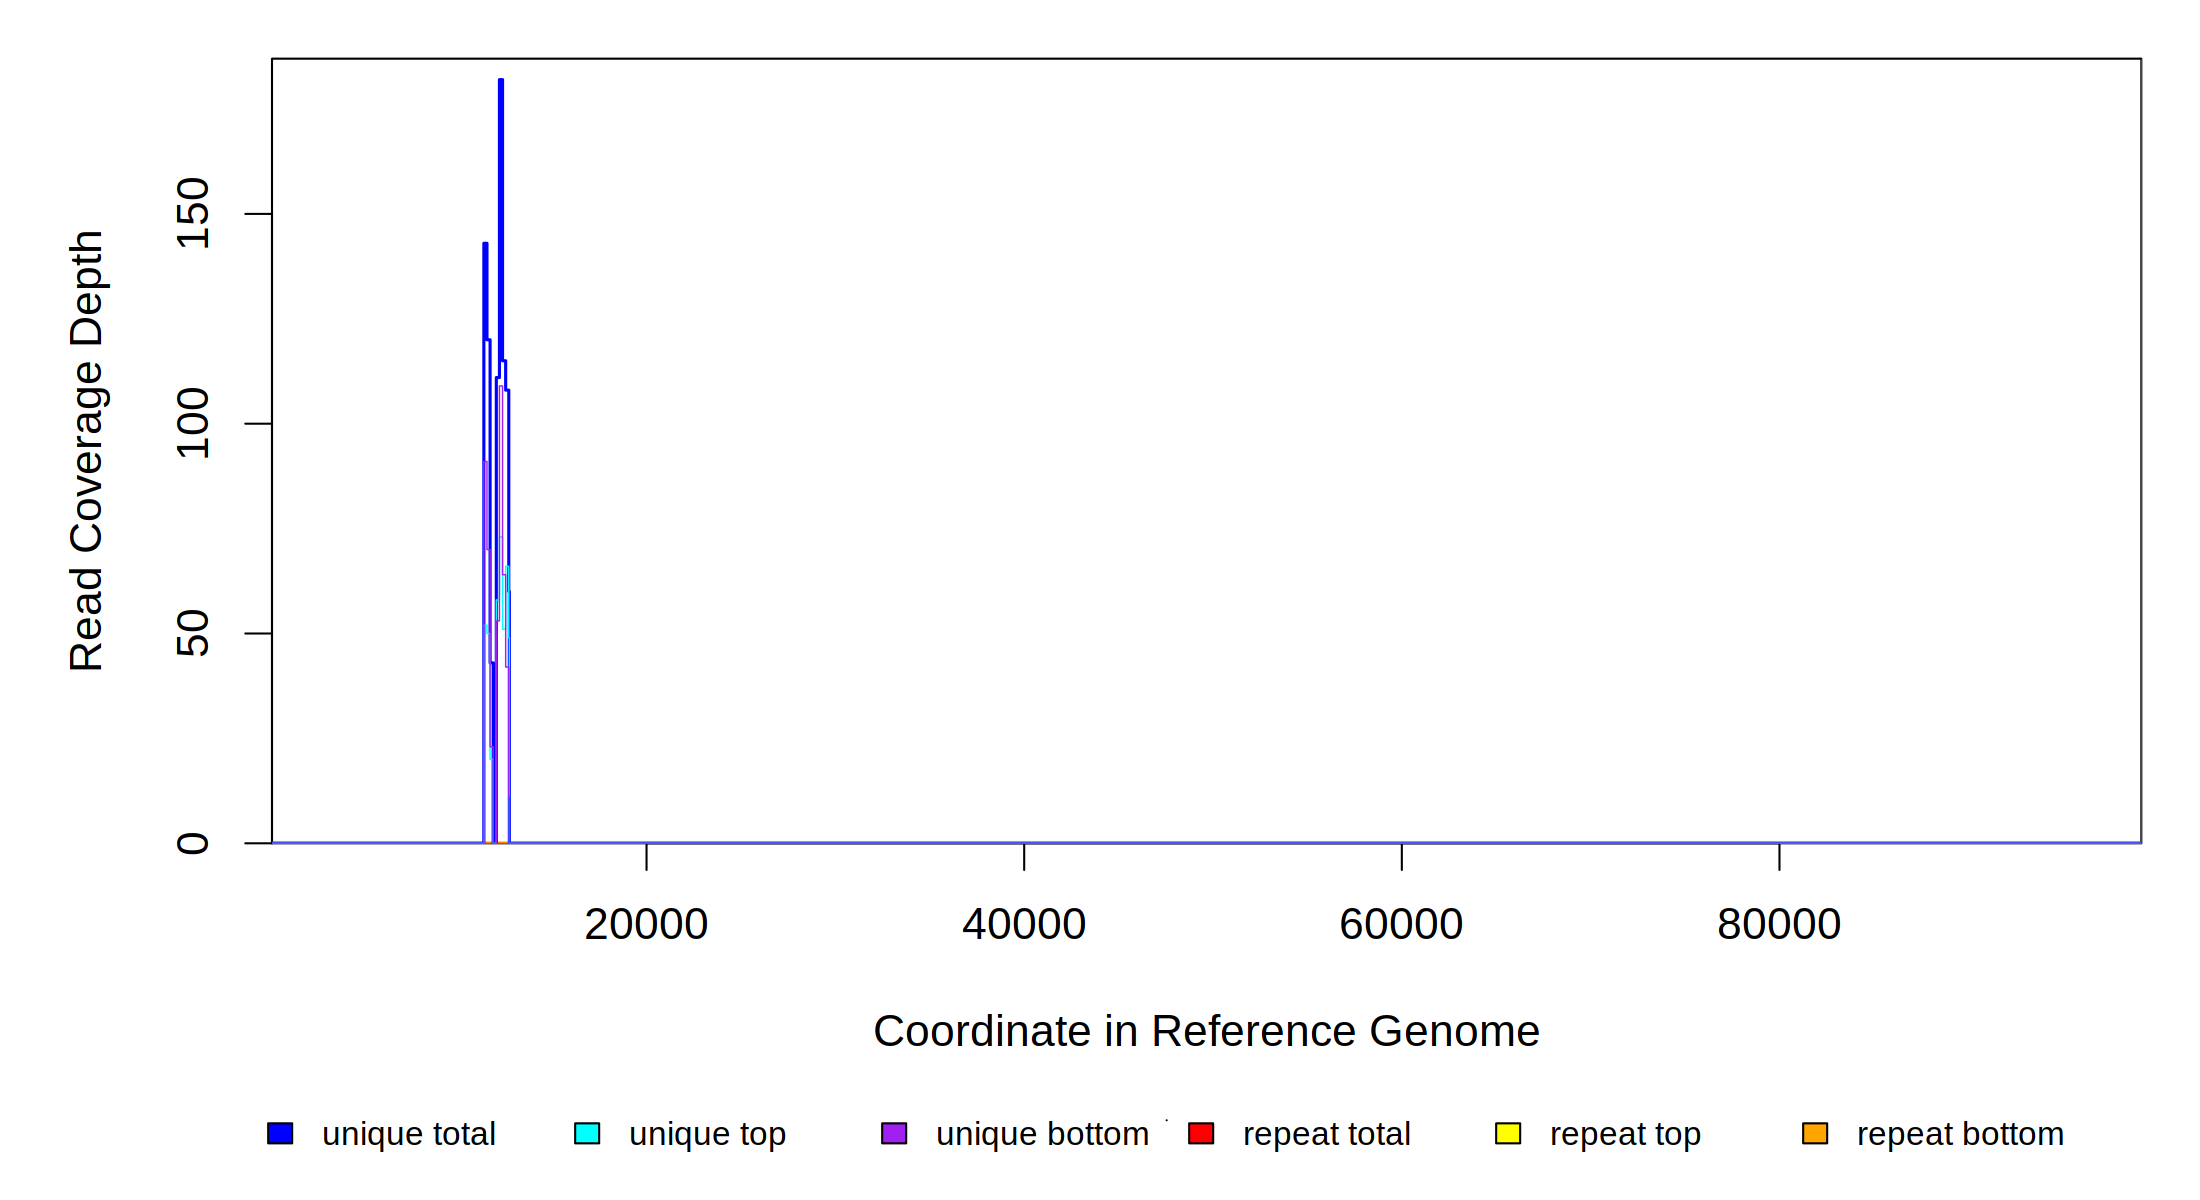 Read Coverage Depth
150
100
50
0
20000 40000 60000 80000
Coordinate in Reference Genome
unique total unique top unique bottom repeat total repeat top repeat bottom